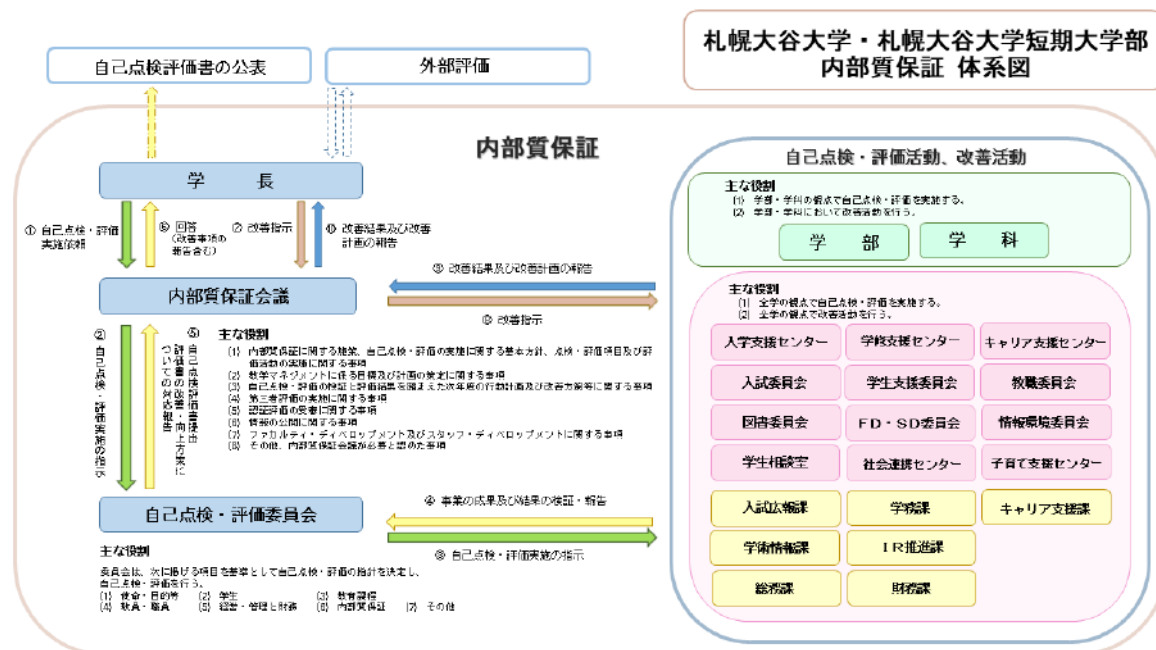 札幌大谷大学・札幌大谷大学短期大学部
内部質保証 体系図
自己点検評価書の公表
外部評価
内部質保証
学　長
① 自己点検・評価
実施依頼
⑥ 回答
(改善事項の
報告含む)
⑦ 改善指示
⑩ 改善結果及び改善
計画の報告
内部質保証会議
⑨ 改善結果及び改善計画の報告
⑧ 改善指示
② 自己点検・評価実施の指示
⑤ 自己点検評価書提出
評価書の改善・向上方策に
ついての対応報告
主な役割
(1) 内部質保証に関する施策、自己点検・評価の実施に関する基本方針、点検・評価項目及び評
価活動の実施に関する事項
(2) 教学マネジメントに係る目標及び計画の策定に関する事項
(3) 自己点検・評価の検証と評価結果を踏まえた次年度の行動計画及び改善方策等に関する事項
(4) 第三者評価の実施に関する事項
(5) 認証評価の受審に関する事項
(6) 情報の公開に関する事項
(7) ファカルティ・ディベロップメント及びスタッフ・ディベロップメントに関する事項
(8) その他、内部質保証会議が必要と認めた事項
自己点検・評価委員会
④ 事業の成果及び結果の検証・報告
③ 自己点検・評価実施の指示
主な役割
委員会は、次に掲げる項目を基準として自己点検・評価の指針を決定し、
自己点検・評価を行う。
(1) 使命・目的等 (2) 学生 (3) 教育課程
(4) 教員・職員 (5) 経営・管理と財務 (6) 内部質保証 (7) その他
自己点検・評価活動、改善活動
主な役割
(1) 学部・学科の観点で自己点検・評価を実施する。
(2) 学部・学科において改善活動を行う。
学　部
学　科
主な役割
(1) 全学の観点で自己点検・評価を実施する。
(2) 全学の観点で改善活動を行う。
入学支援センター
学修支援センター
キャリア支援センター
入試委員会
学生支援委員会
教職委員会
図書委員会
ＦＤ・ＳＤ委員会
情報環境委員会
学生相談室
社会連携センター
子育て支援センター
入試広報課
学務課
キャリア支援課
学術情報課
ＩＲ推進課
総務課
財務課